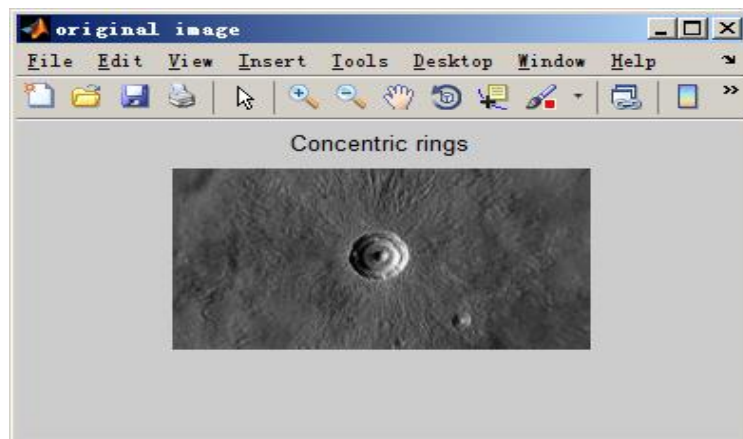 original image
File Edit View Insert Tools Desktop Window Help
Concentric rings